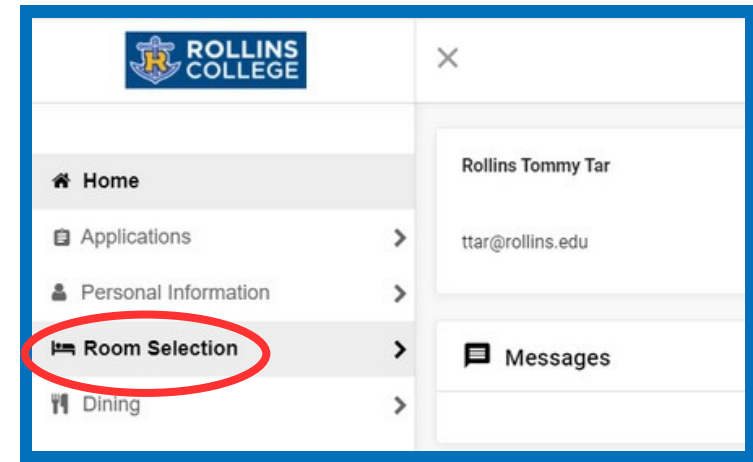 ROLLINS
COLLEGE
Home
Applications
Personal Information
Room Selection
Dining
Rollins Tommy Tar
ttar@rollins.edu
Messages